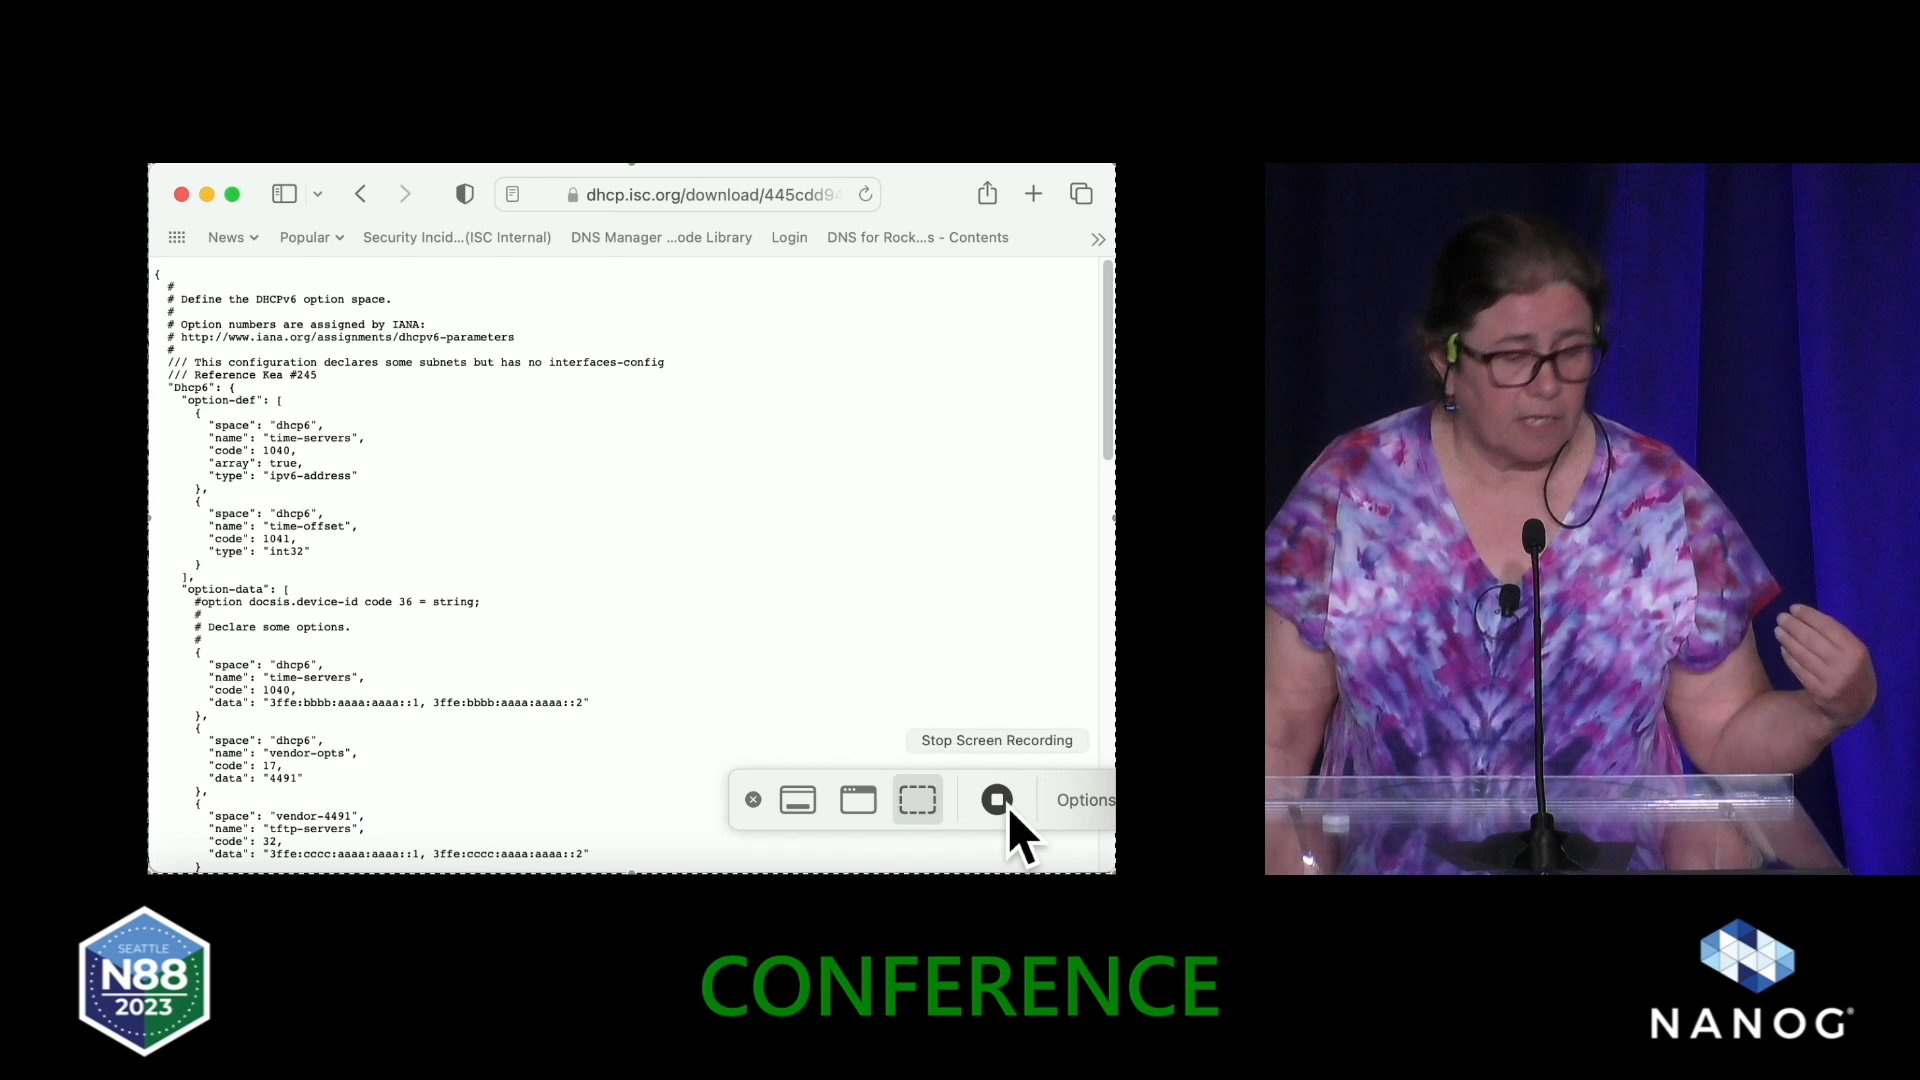 dhcp.isc.org/download/445cdd94
News
Popular
Security Incid...(ISC Internal)
DNS Manager ...ode Library
Login
DNS for Rock...s - Contents
{
#
# Define the DHCPv6 option space.
#
# Option numbers are assigned by IANA:
# http://www.iana.org/assignments/dhcpv6-parameters
#
/// This configuration declares some subnets but has no interfaces-config
/// Reference Kea #245
"Dhcp6": {
"option-def": [
{
"space": "dhcp6",
"name": "time-servers",
"code": 1040,
"array": true,
"type": "ipv6-address"
},
{
"space": "dhcp6",
"name": "time-offset",
"code": 1041,
"type": "int32"
}
],
"option-data": [
#option docsis.device-id code 36 = string;
#
# Declare some options.
#
{
"space": "dhcp6",
"name": "time-servers",
"code": 1040,
"data": "3ffe:bbbb:aaaa:aaaa::1, 3ffe:bbbb:aaaa:aaaa::2"
},
{
"space": "dhcp6",
"name": "vendor-opts",
"code": 17,
"data": "4491"
},
{
"space": "vendor-4491",
"name": "tftp-servers",
"code": 32,
"data": "3ffe:cccc:aaaa:aaaa::1, 3ffe:cccc:aaaa:aaaa::2"
}
Stop Screen Recording
Options
SEATTLE
N88
2023
CONFERENCE
NANOG®